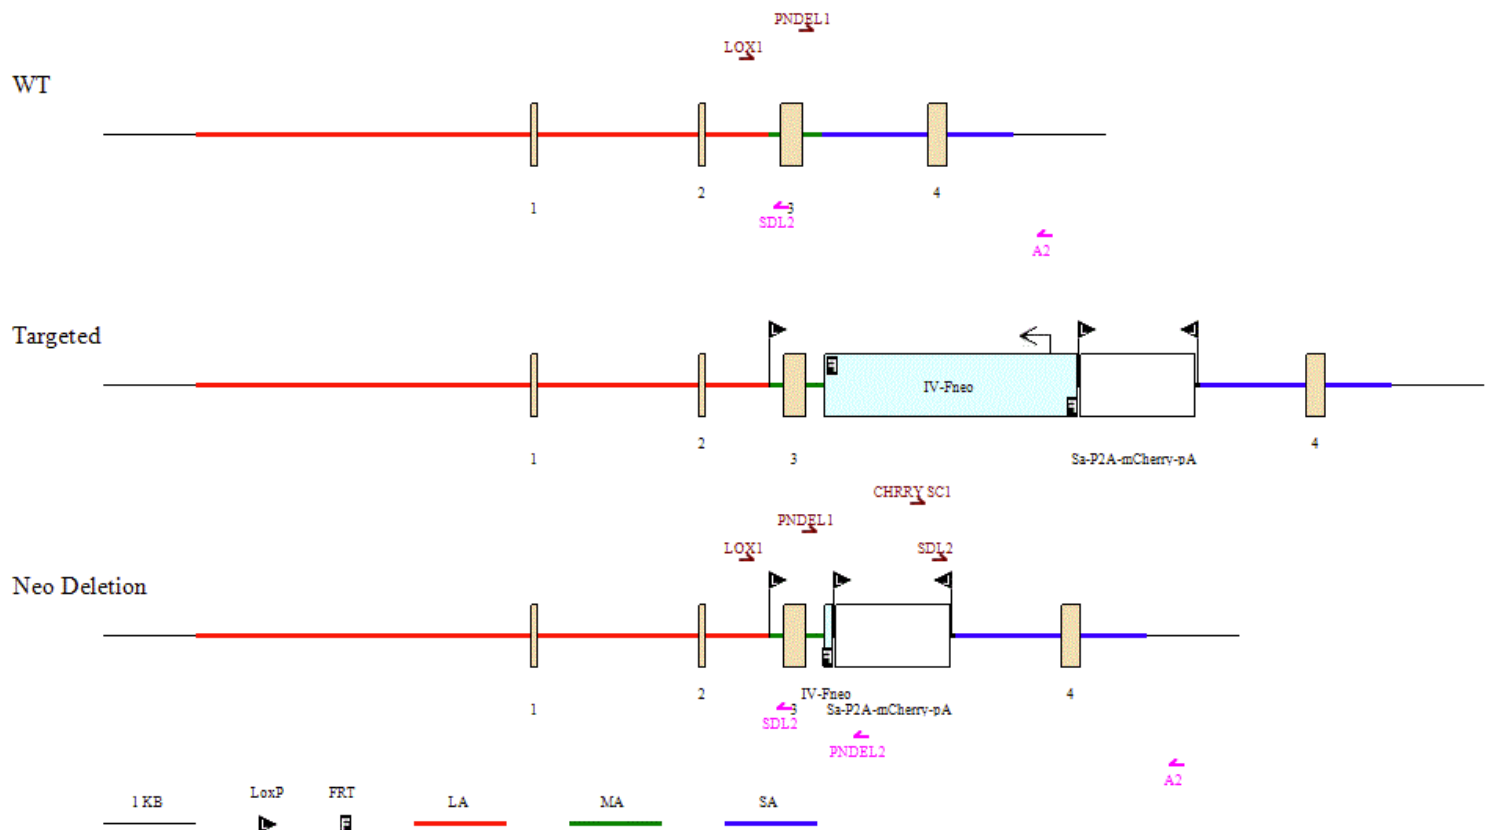 PNDEL1
LOX1
WT
1
2
3
4
SDL2
A2
Targeted
L
L
L
F
IV-Fneo
F
1
2
3
Sa-P2A-mCherry-pA
4
CHRRY SC1
PNDEL1
LOX1
SDL2
Neo Deletion
L
L
L
F
1
2
IV-Fneo
3
Sa-P2A-mCherry-pA
4
SDL2
PNDEL2
A2
1 KB
LoxP
FRT
LA
MA
SA
L
F